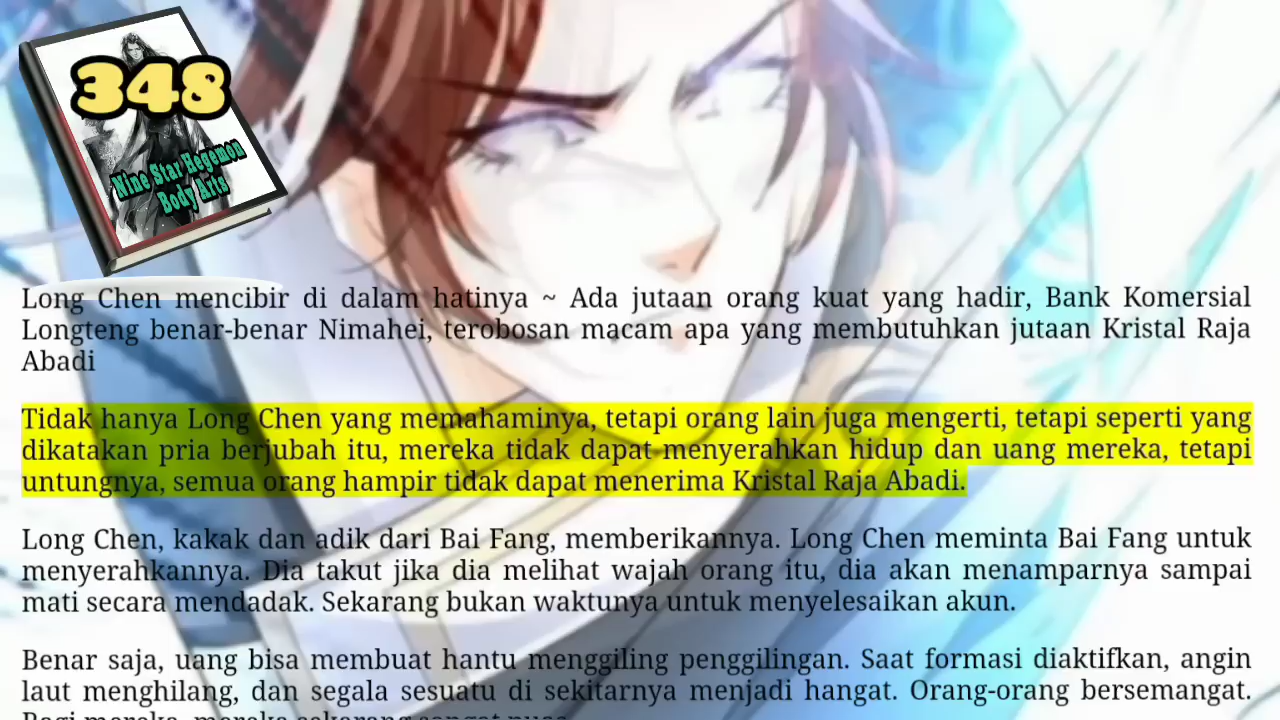 348
Nine Star Hegemon
Body Arts
Long Chen mencibir di dalam hatinya ~ Ada jutaan orang kuat yang hadir, Bank Komersial
Longteng benar-benar Nimahei, terobosan macam apa yang membutuhkan jutaan Kristal Raja
Abadi
Tidak hanya Long Chen yang memahaminya, tetapi orang lain juga mengerti, tetapi seperti yang
dikatakan pria berjubah itu, mereka tidak dapat menyerahkan hidup dan uang mereka, tetapi
untungnya, semua orang hampir tidak dapat menerima Kristal Raja Abadi.
Long Chen, kakak dan adik dari Bai Fang, memberikannya. Long Chen meminta Bai Fang untuk
menyerahkannya. Dia takut jika dia melihat wajah orang itu, dia akan menamparnya sampai
mati secara mendadak. Sekarang bukan waktunya untuk menyelesaikan akun.
Benar saja, uang bisa membuat hantu menggiling penggilingan. Saat formasi diaktifkan, angin
laut menghilang, dan segala sesuatu di sekitarnya menjadi hangat. Orang-orang bersemangat.